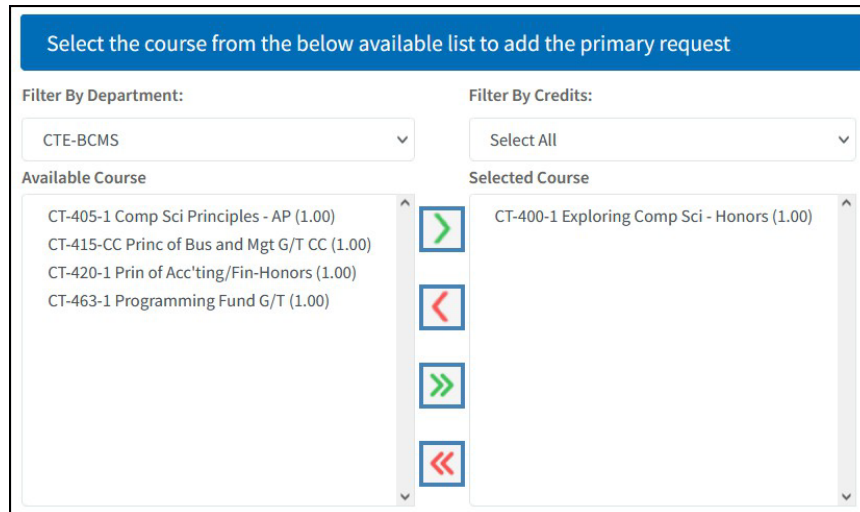 Select the course from the below available list to add the primary request
Filter By Department:
Filter By Credits:
CTE-BCMS
Select All
Available Course
Selected Course
CT-405-1 Comp Sci Principles - AP (1.00)
CT-415-CC Princ of Bus and Mgt G/T CC (1.00)
CT-420-1 Prin of Acc'ting/Fin-Honors (1.00)
CT-463-1 Programming Fund G/T (1.00)
CT-400-1 Exploring Comp Sci - Honors (1.00)